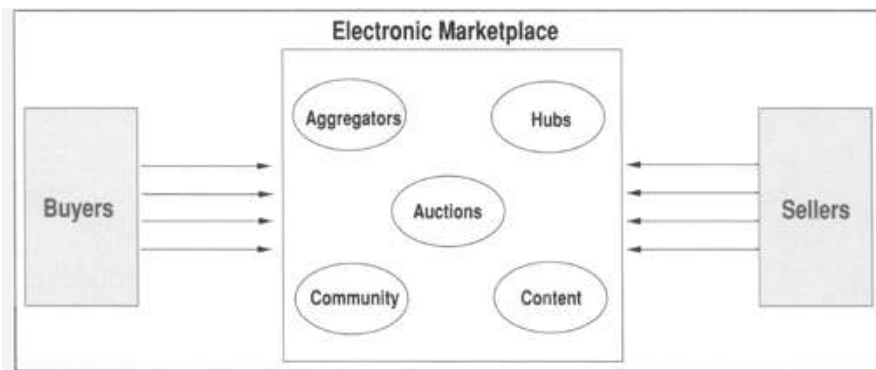 Electronic Marketplace
Aggregators
Hubs
Buyers
Auctions
Sellers
Community
Content